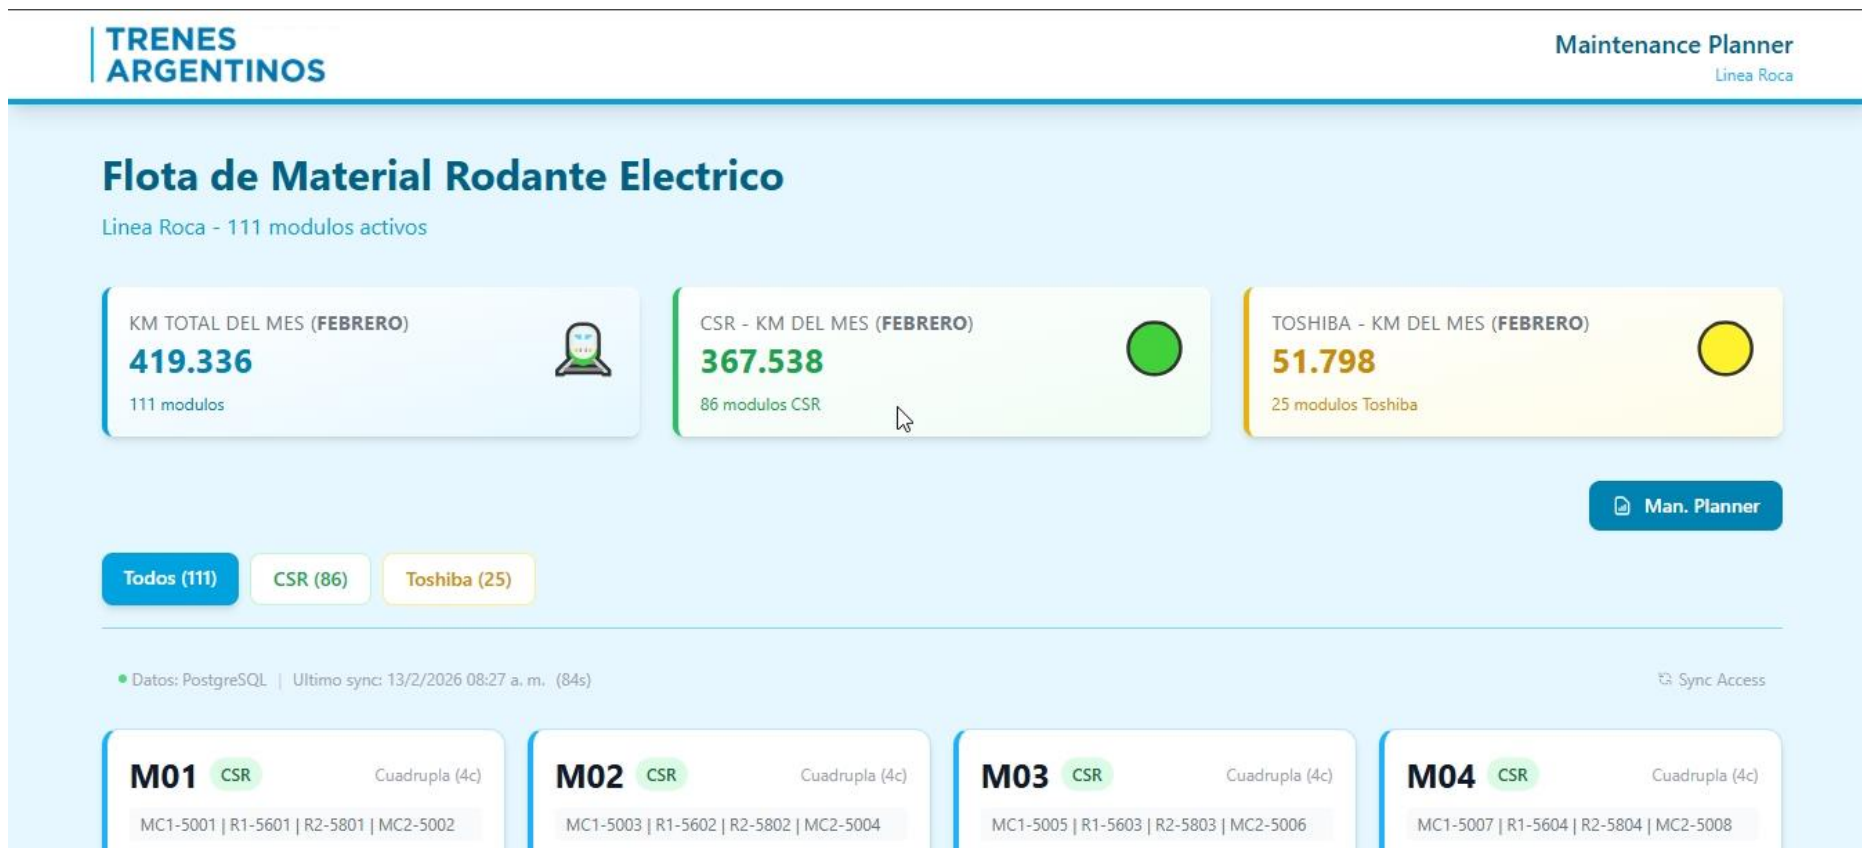 TRENES
ARGENTINOS
Maintenance Planner
Linea Roca
Flota de Material Rodante Electrico
Linea Roca - 111 modulos activos
KM TOTAL DEL MES (FEBRERO)
419.336
111 modulos
CSR - KM DEL MES (FEBRERO)
367.538
86 modulos CSR
TOSHIBA - KM DEL MES (FEBRERO)
51.798
25 modulos Toshiba
Man. Planner
Todos (111)
CSR (86)
Toshiba (25)
Datos: PostgreSQL | Ultimo sync: 13/2/2026 08:27 a. m. (84s)
Sync Access
M01 CSR Cuadrupla (4c)
MC1-5001 | R1-5601 | R2-5801 | MC2-5002
M02 CSR Cuadrupla (4c)
MC1-5003 | R1-5602 | R2-5802 | MC2-5004
M03 CSR Cuadrupla (4c)
MC1-5005 | R1-5603 | R2-5803 | MC2-5006
M04 CSR Cuadrupla (4c)
MC1-5007 | R1-5604 | R2-5804 | MC2-5008